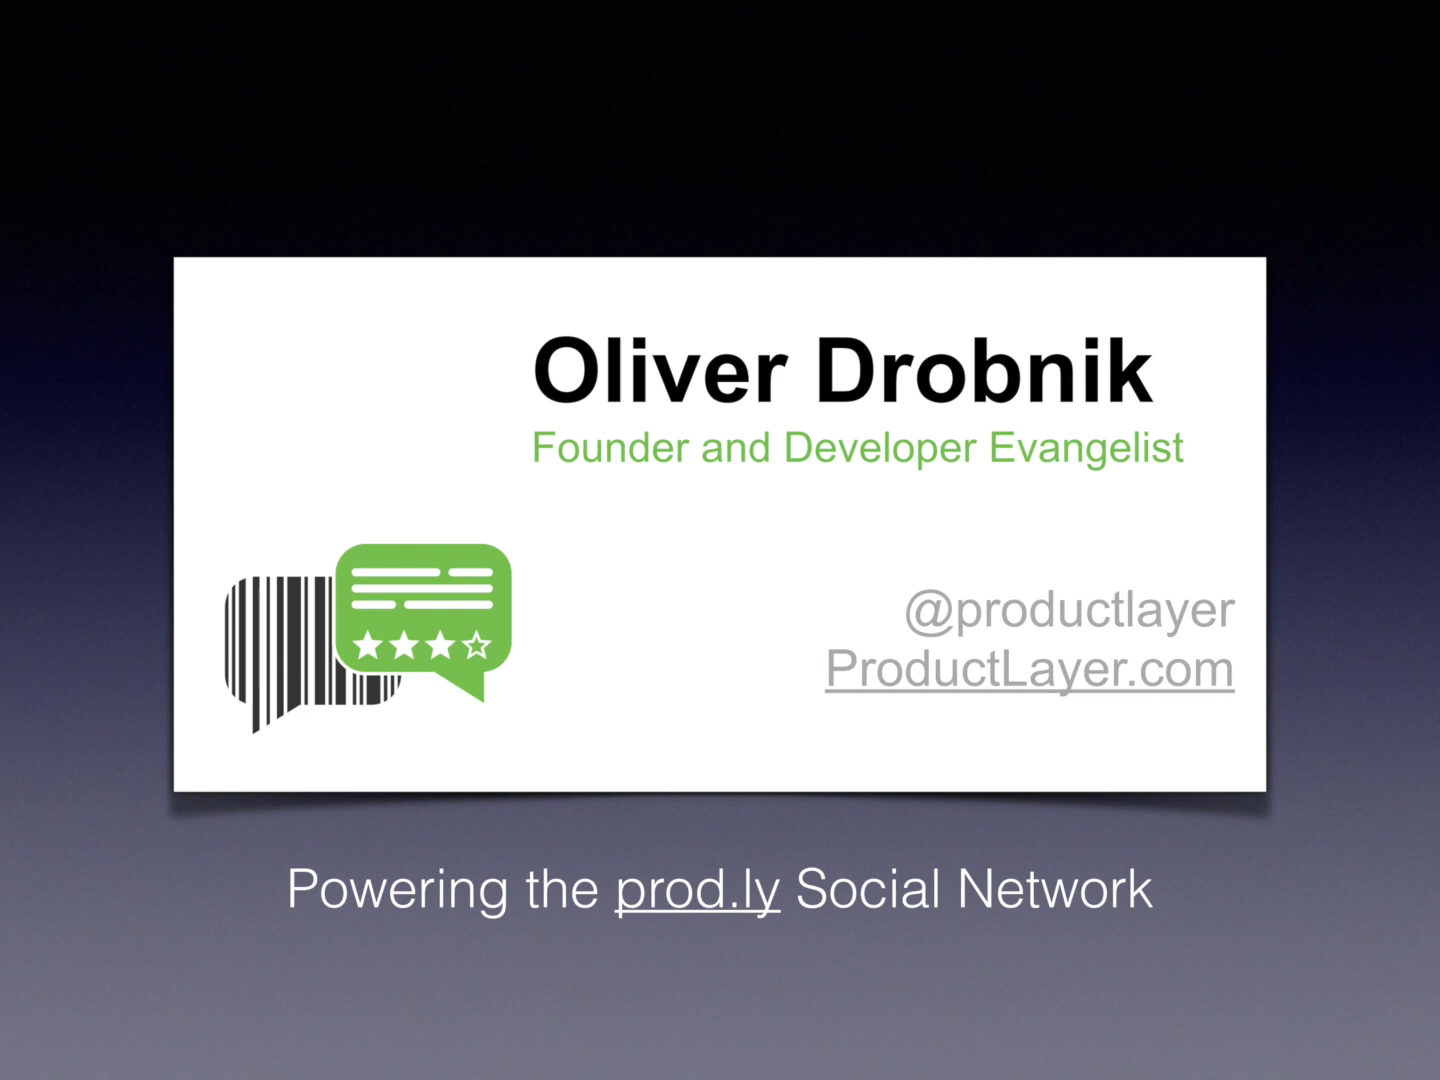 Oliver Drobnik
Founder and Developer Evangelist
@productlayer
ProductLayer.com
Powering the prod.ly Social Network